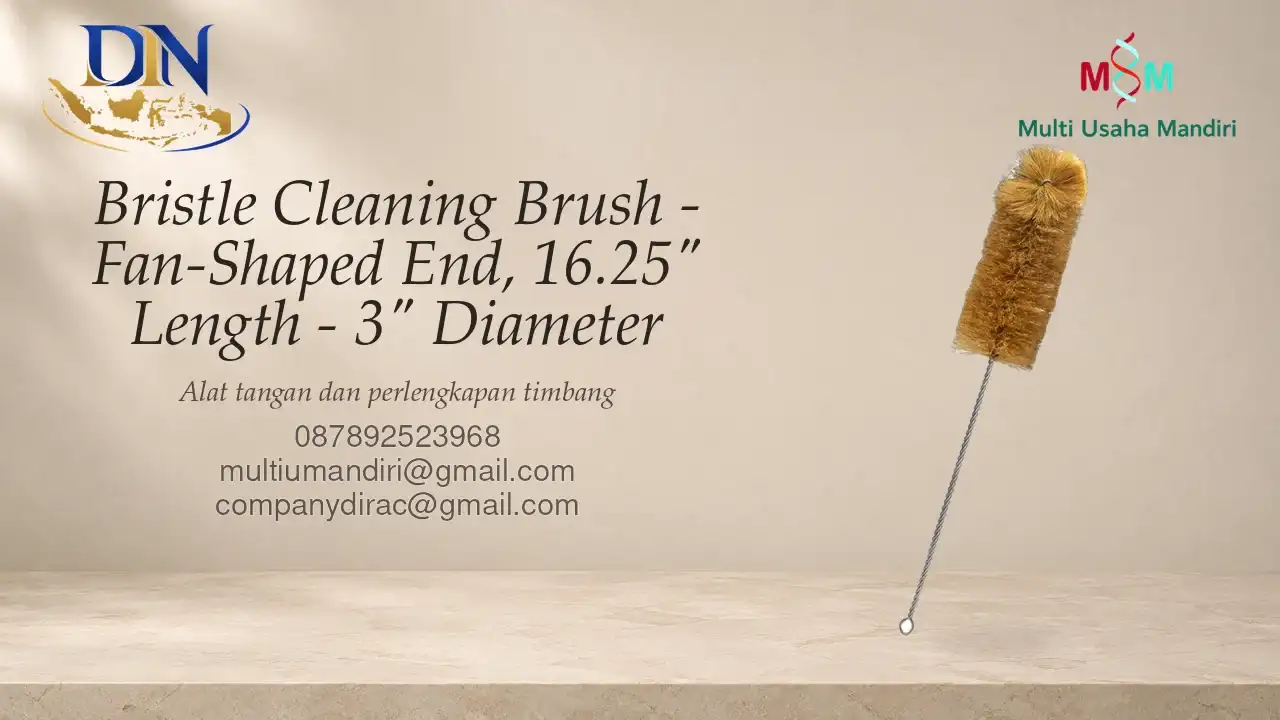 DN
MSM
Multi Usaha Mandiri
Bristle Cleaning Brush -
Fan-Shaped End, 16.25"
Length - 3" Diameter
Alat tangan dan perlengkapan timbang
087892523968
multiumandiri@gmail.com
companydirac@gmail.com